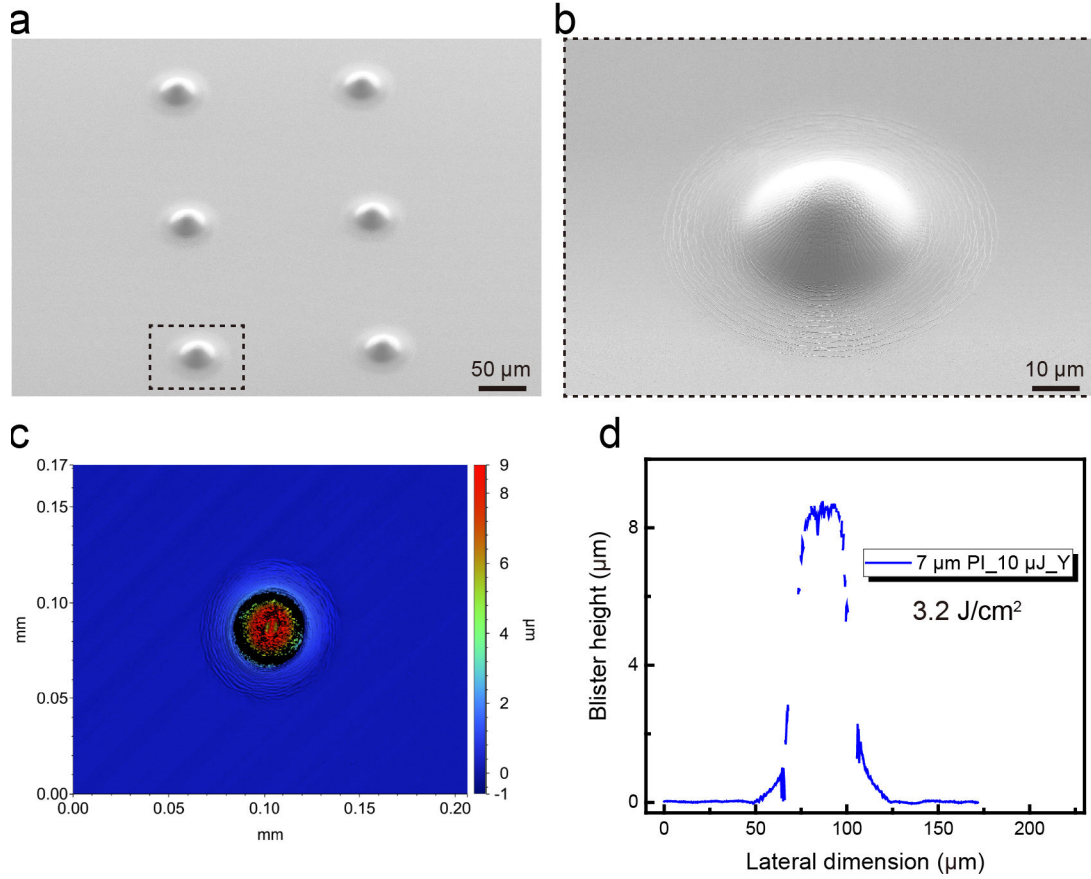 a
b
50 µm
10 µm
c
d
0.17
0.15
0.10
0.05
0.00
mm
0.00
0.05
0.10
0.15
0.20
mm
9
8
6
4
2
0
-1
µm
8
4
0
Blister height (µm)
7 µm PI_10 µJ_Y
3.2 J/cm²
0
50
100
150
200
Lateral dimension (µm)